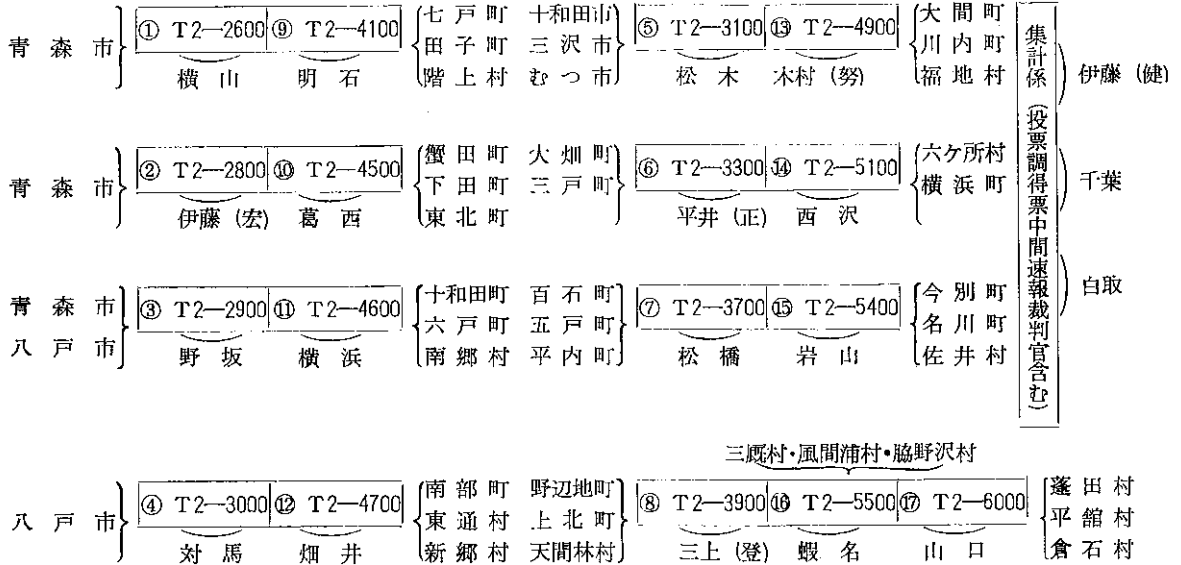 青森市 ① T2―2600 ⑨ T2―4100 七戸町 十和田市 ⑤ T2―3100 ⑬ T2―4900 大間町
田子町 三沢市 川内町
横山 明石 階上村 むつ市 松木 木村(努) 福地村
青森市 ② T2―2800 ⑩ T2―4500 蟹田町 大畑町 ⑥ T2―3300 ⑭ T2―5100 六ケ所村
下田町 三戸町 横浜町
伊藤(宏) 葛西 東北町 平井(正) 西沢
青森市 ③ T2―2900 ⑪ T2―4600 十和田町 百石町 ⑦ T2―3700 ⑮ T2―5400 今別町
八戸市 六戸町 五戸町 名川町
野坂 横浜 南郷村 平内町 松橋 岩山 佐井村
集計係(投票調得票中間速報裁判官含む)
伊藤(健)
千葉
白取
三厩村・風間浦村・脇野沢村
八戸市 ④ T2―3000 ⑫ T2―4700 南部町 野辺地町 ⑧ T2―3900 ⑯ T2―5500 ⑰ T2―6000 蓬田村
東通村 上北町 平舘村
対馬 畑井 新郷村 天間林村 三上(登) 蝦名 山口 倉石村